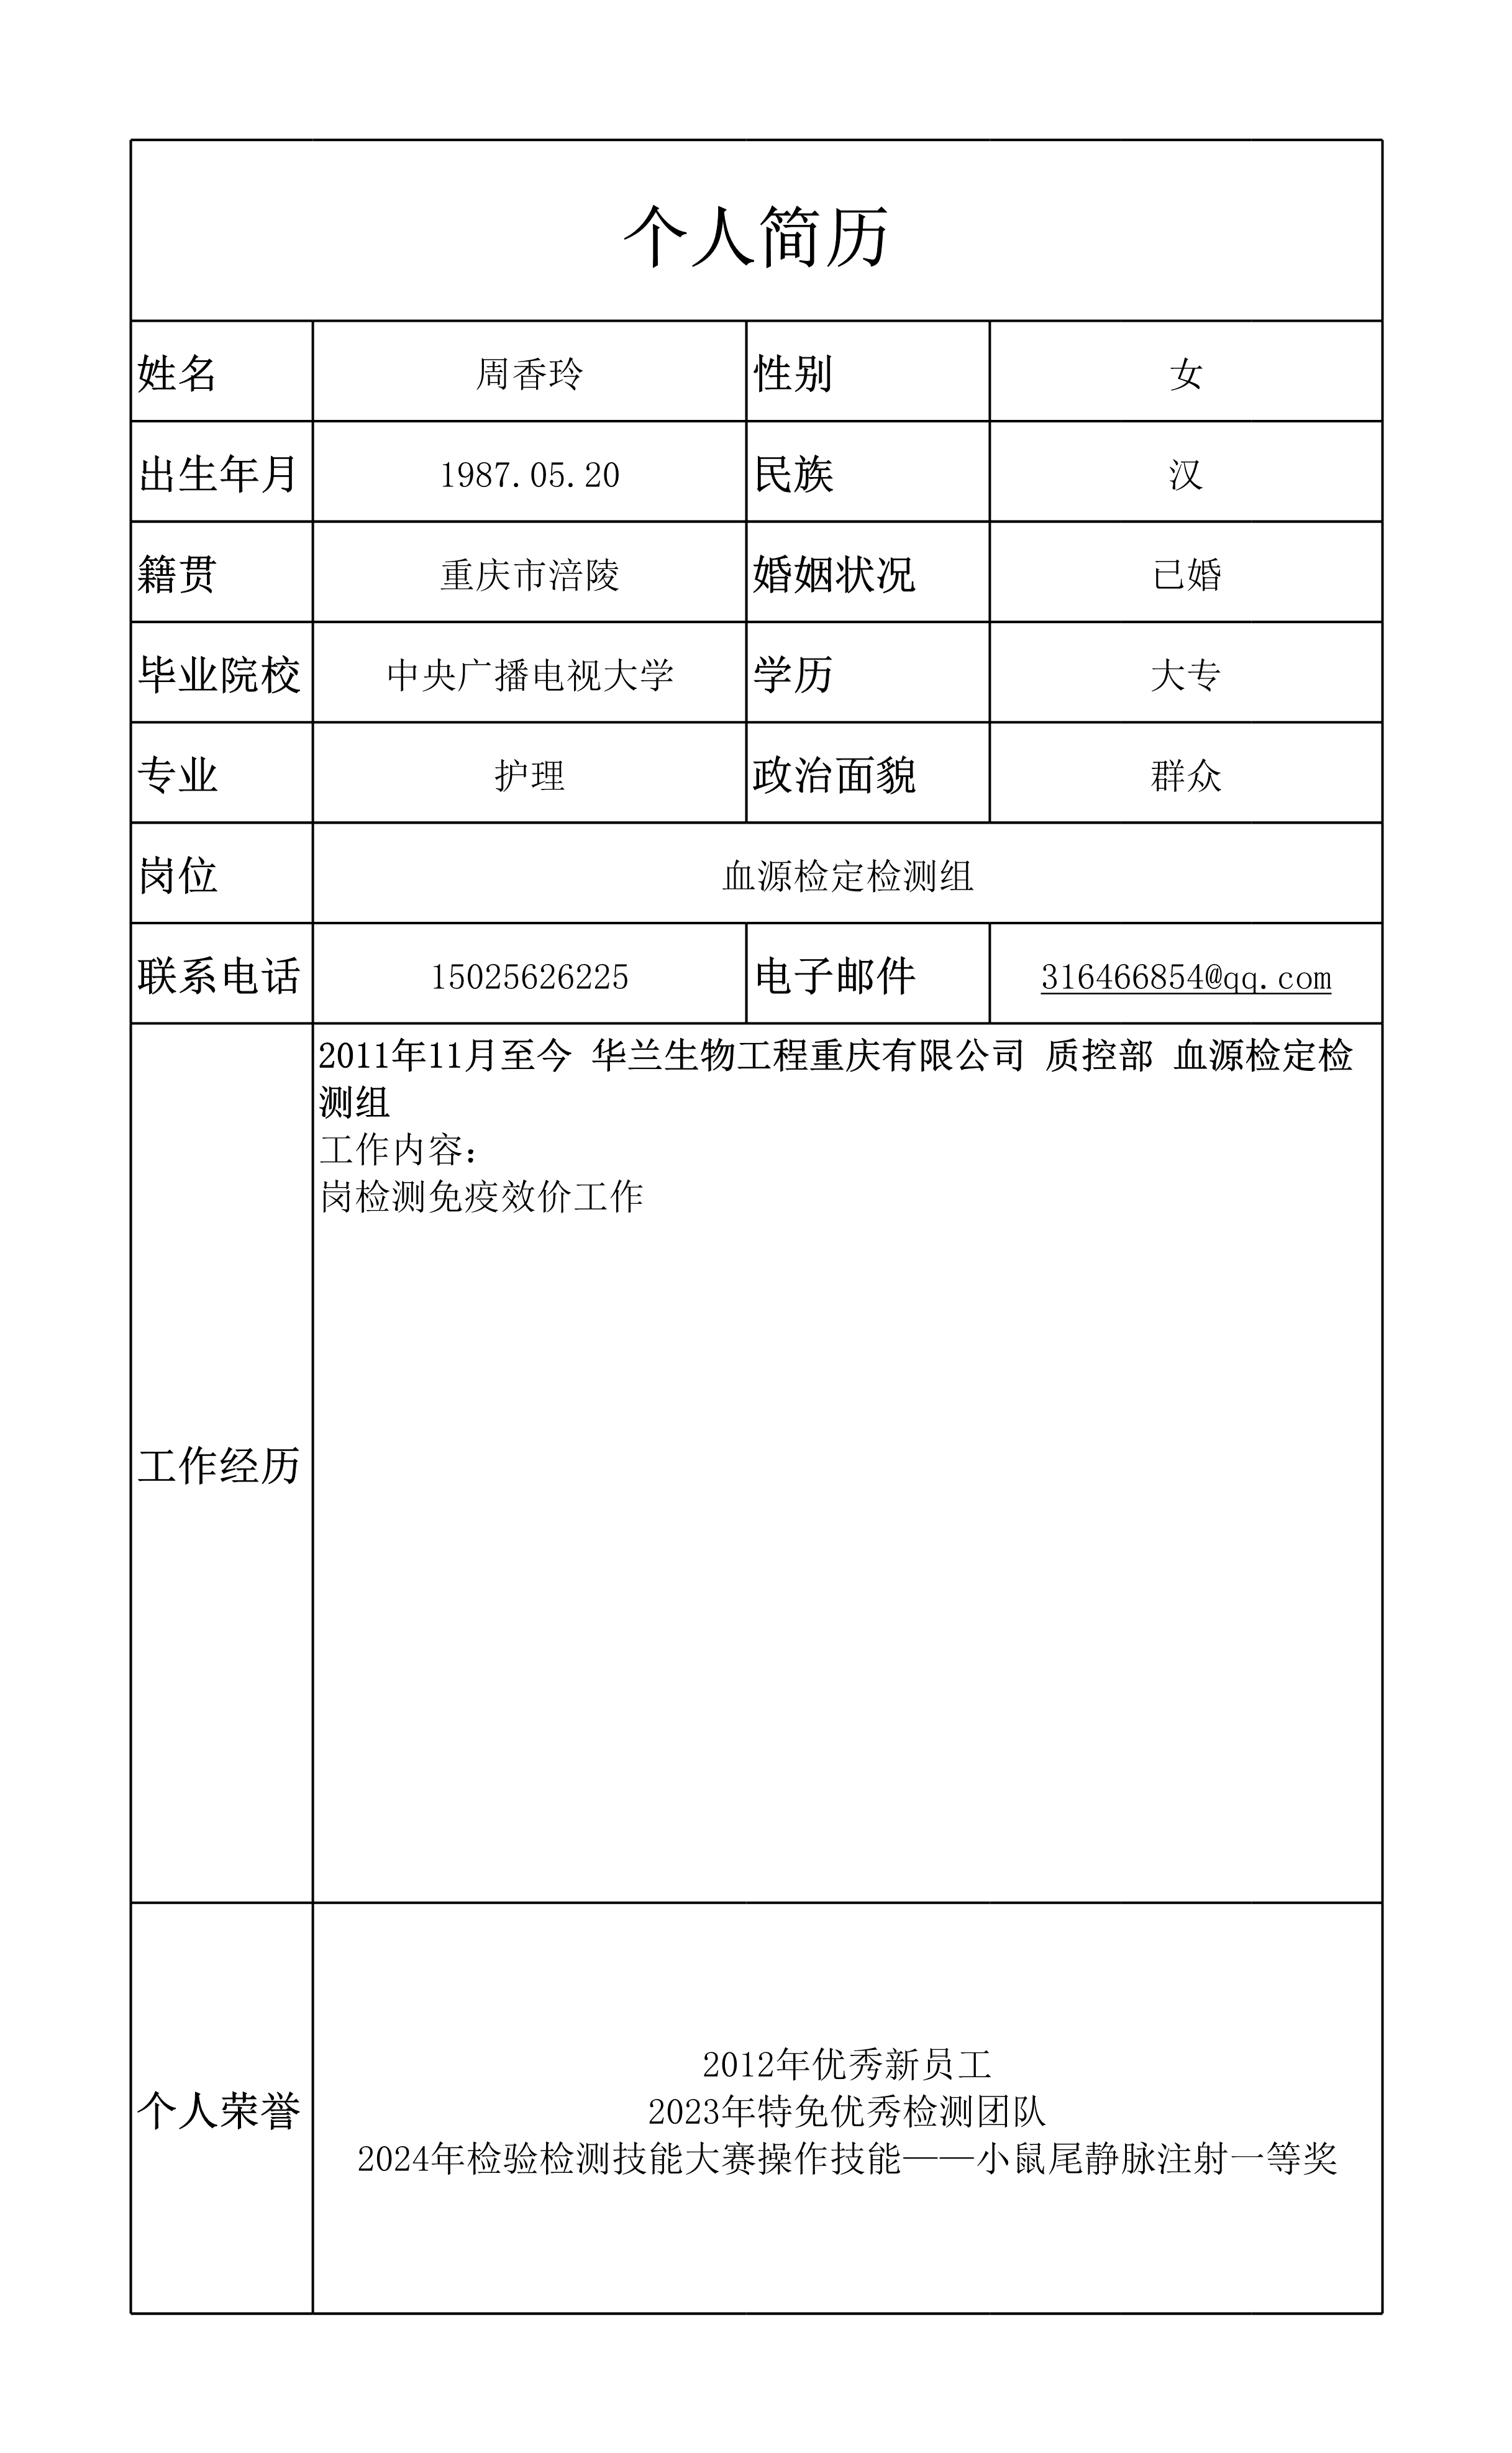 个人简历
姓名 周香玲 性别 女
出生年月 1987.05.20 民族 汉
籍贯 重庆市涪陵 婚姻状况 已婚
毕业院校 中央广播电视大学 学历 大专
专业 护理 政治面貌 群众
岗位 血源检定检测组
联系电话 15025626225 电子邮件 316466854@qq.com
2011年11月至今 华兰生物工程重庆有限公司 质控部 血源检定检
测组
工作内容：
岗检测免疫效价工作
工作经历
2012年优秀新员工
2023年特免优秀检测团队
个人荣誉
2024年检验检测技能大赛操作技能——小鼠尾静脉注射一等奖